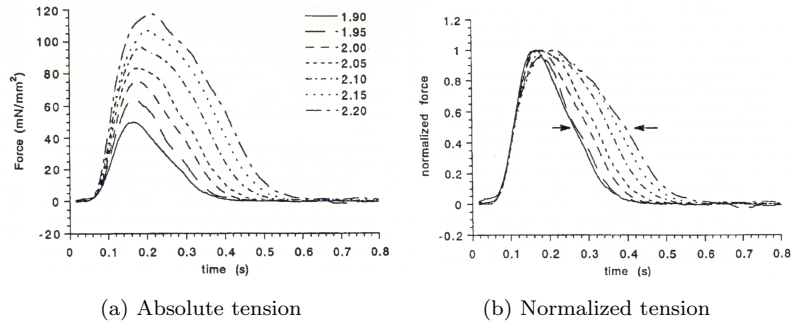 120
100
80
60
40
20
0
-20
Force (mN/mm²)
0 0.1 0.2 0.3 0.4 0.5 0.6 0.7 0.8
time (s)
1.90
1.95
2.00
2.05
2.10
2.15
2.20
(a) Absolute tension
1.2
1
0.8
0.6
0.4
0.2
0
-0.2
normalized force
0 0.1 0.2 0.3 0.4 0.5 0.6 0.7 0.8
time (s)
(b) Normalized tension